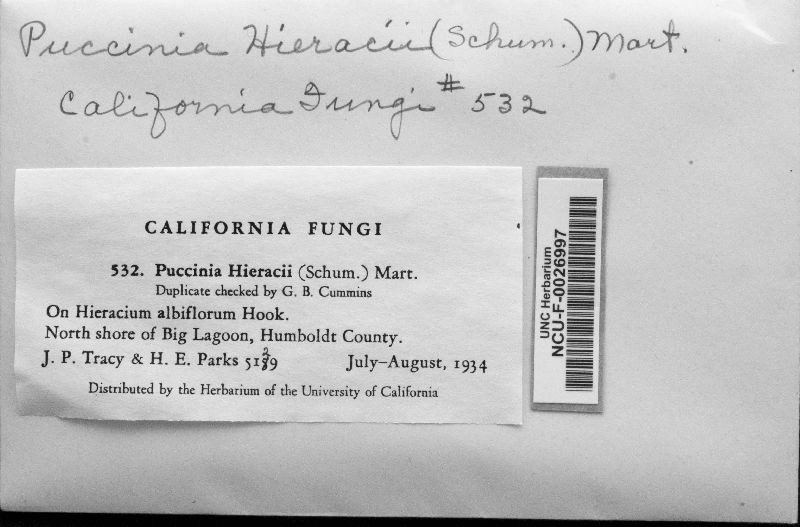 Puccinia Hieracii (Schum.) Mart.
California Fungi # 532
CALIFORNIA FUNGI
532. Puccinia Hieracii (Schum.) Mart.
Duplicate checked by G. B. Cummins
On Hieracium albiflorum Hook.
North shore of Big Lagoon, Humboldt County.
J. P. Tracy & H. E. Parks July–August, 1934
Distributed by the Herbarium of the University of California
UNC Herbarium
NCU-F-0026997